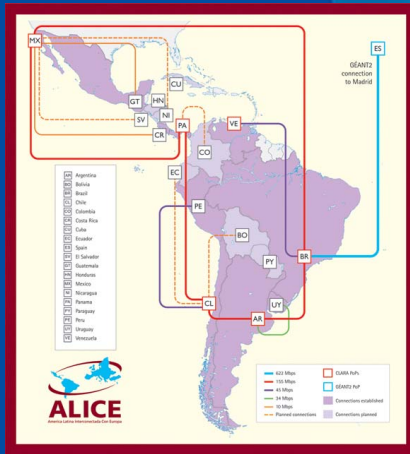 MX
CU
GT
HN
SV
NI
CR
PA
VE
CO
EC
PE
BO
BR
PY
CL
AR
UY
ES
GÉANT2
connection
to Madrid
AR Argentina
BO Bolivia
BR Brazil
CL Chile
CO Colombia
CR Costa Rica
CU Cuba
EC Ecuador
ES Spain
SV El Salvador
GT Guatemala
HN Honduras
MX Mexico
NI Nicaragua
PA Panama
PY Paraguay
PE Peru
UY Uruguay
VE Venezuela
ALICE
America Latina Interconectada Con Europa
622 Mbps
155 Mbps
45 Mbps
34 Mbps
10 Mbps
Planned connections
CLARA PoPs
GÉANT2 PoP
Connections established
Connections planned